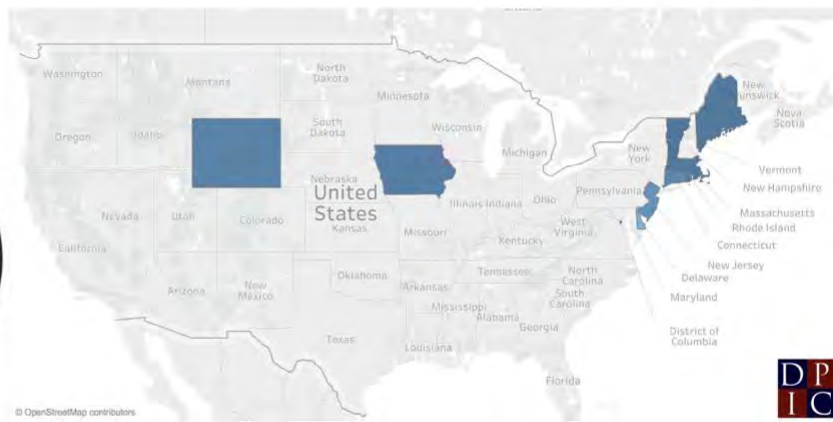 Washington
Montana
North
Dakota
Minnesota
Oregon
Idaho
South
Dakota
Wisconsin
Michigan
New
York
New
Brunswick
Nova
Scotia
Vermont
New Hampshire
Massachusetts
Rhode Island
Connecticut
New Jersey
Delaware
Maryland
District of
Columbia
Nebraska
United
States
Illinois Indiana
Ohio
Pennsylvania
West
Virginia
Nevada
Utah
Colorado
Kansas
Missouri
Kentucky
California
Arizona
New
Mexico
Oklahoma
Arkansas
Tennessee
North
Carolina
South
Carolina
Mississippi
Alabama
Georgia
Texas
Louisiana
Florida
© OpenStreetMap contributors
D P
I C